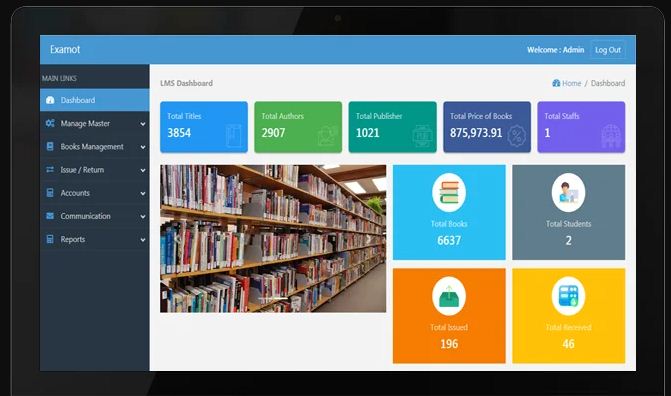 Examot
Welcome : Admin
Log Out
MAIN LINKS
Dashboard
Manage Master
Books Management
Issue / Return
Accounts
Communication
Reports
LMS Dashboard
Home / Dashboard
Total Titles
3854
Total Authors
2907
Total Publisher
1021
Total Price of Books
875,973.91
Total Staffs
1
Total Books
6637
Total Students
2
Total Issued
196
Total Received
46